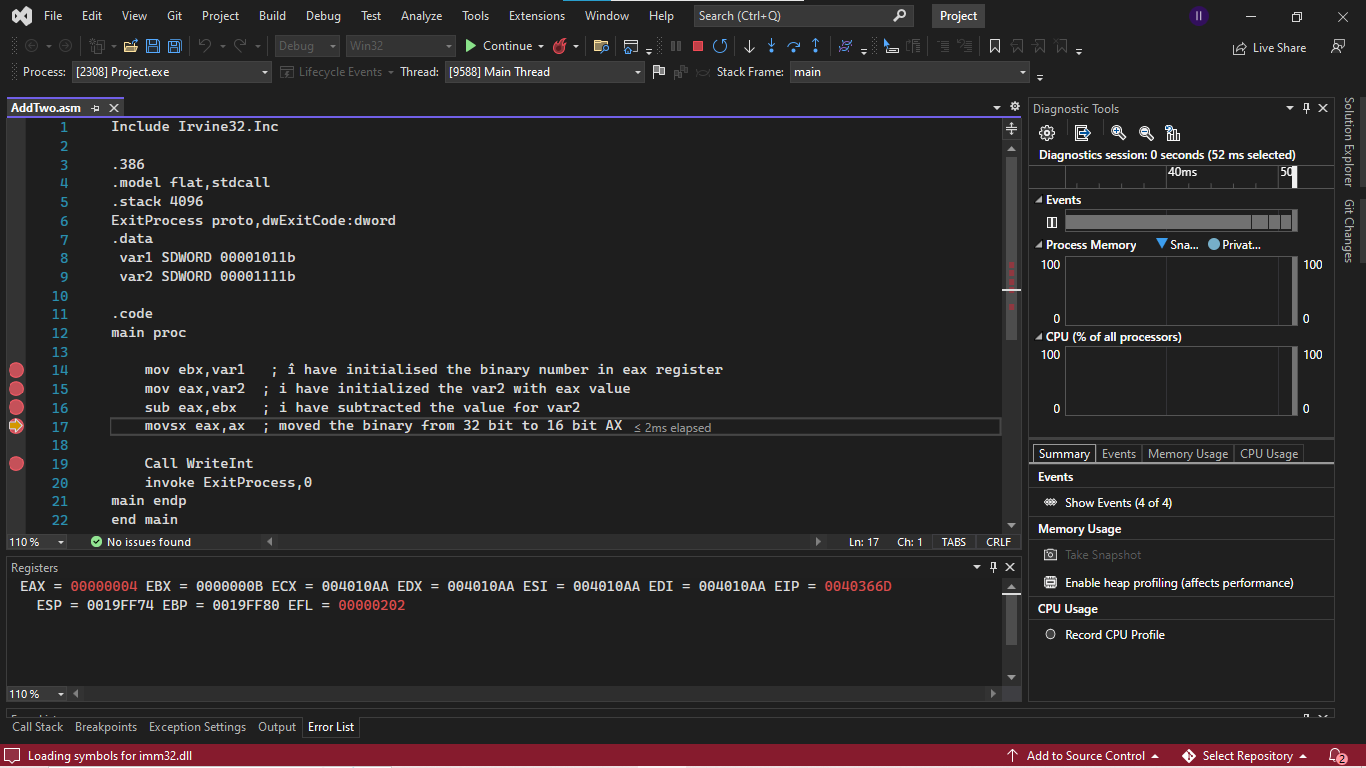 File Edit View Git Project Build Debug Test Analyze Tools Extensions Window Help Search (Ctrl+Q) Project II
Debug Win32 Continue Live Share
Process: [2308] Project.exe Lifecycle Events Thread: [9588] Main Thread Stack Frame: main
AddTwo.asm
1 Include Irvine32.Inc
2
3 .386
4 .model flat,stdcall
5 .stack 4096
6 ExitProcess proto,dwExitCode:dword
7 .data
8 var1 SDWORD 00001011b
9 var2 SDWORD 00001111b
10
11 .code
12 main proc
13
14 mov ebx,var1 ; i have initialised the binary number in eax register
15 mov eax,var2 ; i have initialized the var2 with eax value
16 sub eax,ebx ; i have subtracted the value for var2
17 movsx eax,ax ; moved the binary from 32 bit to 16 bit AX ≤ 2ms elapsed
18
19 Call WriteInt
20 invoke ExitProcess,0
21 main endp
22 end main
110 % No issues found Ln: 17 Ch: 1 TABS CRLF
Registers
EAX = 00000004 EBX = 0000000B ECX = 004010AA EDX = 004010AA ESI = 004010AA EDI = 004010AA EIP = 0040366D
ESP = 0019FF74 EBP = 0019FF80 EFL = 00000202
110 %
Call Stack Breakpoints Exception Settings Output Error List
Diagnostic Tools
Diagnostics session: 0 seconds (52 ms selected)
40ms 50
Events
Process Memory Sna... Privat...
100 100
0 0
CPU (% of all processors)
100 100
0 0
Summary Events Memory Usage CPU Usage
Events
Show Events (4 of 4)
Memory Usage
Take Snapshot
Enable heap profiling (affects performance)
CPU Usage
Record CPU Profile
Solution Explorer
Git Changes
Loading symbols for imm32.dll Add to Source Control Select Repository 2